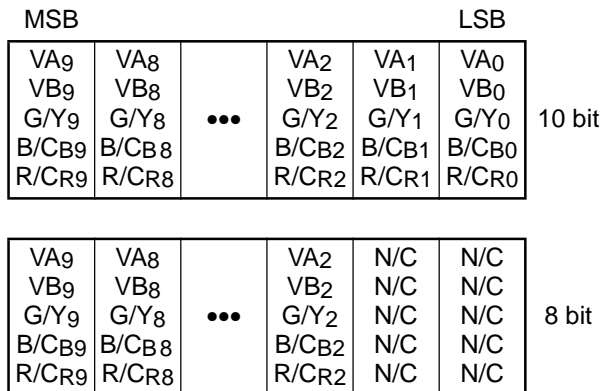 MSB LSB
VA9 VA8 VA2 VA1 VA0
VB9 VB8 VB2 VB1 VB0
G/Y9 G/Y8 ••• G/Y2 G/Y1 G/Y0 10 bit
B/CB9 B/CB8 B/CB2 B/CB1 B/CB0
R/CR9 R/CR8 R/CR2 R/CR1 R/CR0
VA9 VA8 VA2 N/C N/C
VB9 VB8 VB2 N/C N/C
G/Y9 G/Y8 ••• G/Y2 N/C N/C 8 bit
B/CB9 B/CB8 B/CB2 N/C N/C
R/CR9 R/CR8 R/CR2 N/C N/C